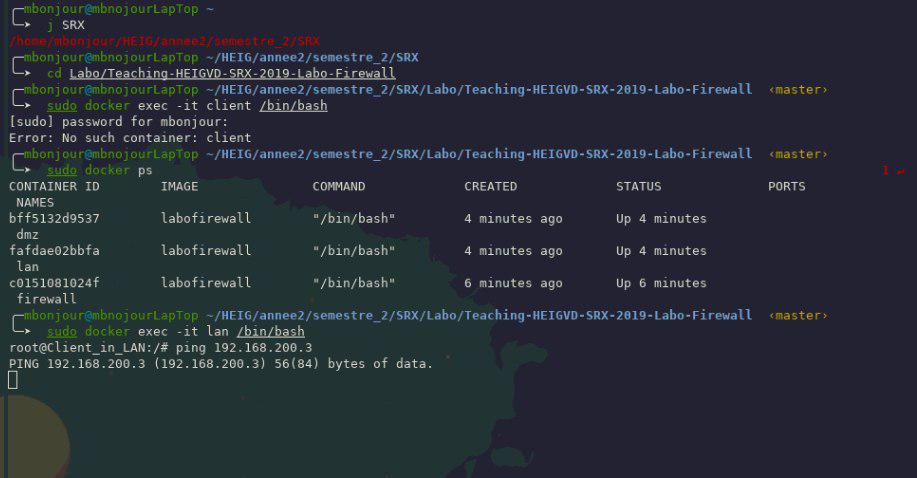 ╭─mbonjour@mbnojourLapTop ~
╰─➤  j SRX
/home/mbonjour/HEIG/annee2/semestre_2/SRX
╭─mbonjour@mbnojourLapTop ~/HEIG/annee2/semestre_2/SRX
╰─➤  cd Labo/Teaching-HEIGVD-SRX-2019-Labo-Firewall
╭─mbonjour@mbnojourLapTop ~/HEIG/annee2/semestre_2/SRX/Labo/Teaching-HEIGVD-SRX-2019-Labo-Firewall  ‹master›
╰─➤  sudo docker exec -it client /bin/bash
[sudo] password for mbonjour:
Error: No such container: client
╭─mbonjour@mbnojourLapTop ~/HEIG/annee2/semestre_2/SRX/Labo/Teaching-HEIGVD-SRX-2019-Labo-Firewall  ‹master›
╰─➤  sudo docker ps                                                                                                1 ↵
CONTAINER ID        IMAGE               COMMAND             CREATED             STATUS              PORTS
 NAMES
bff5132d9537        labofirewall        "/bin/bash"         4 minutes ago       Up 4 minutes
 dmz
fafdae02bbfa        labofirewall        "/bin/bash"         4 minutes ago       Up 4 minutes
 lan
c0151081024f        labofirewall        "/bin/bash"         6 minutes ago       Up 6 minutes
 firewall
╭─mbonjour@mbnojourLapTop ~/HEIG/annee2/semestre_2/SRX/Labo/Teaching-HEIGVD-SRX-2019-Labo-Firewall  ‹master›
╰─➤  sudo docker exec -it lan /bin/bash
root@Client_in_LAN:/# ping 192.168.200.3
PING 192.168.200.3 (192.168.200.3) 56(84) bytes of data.